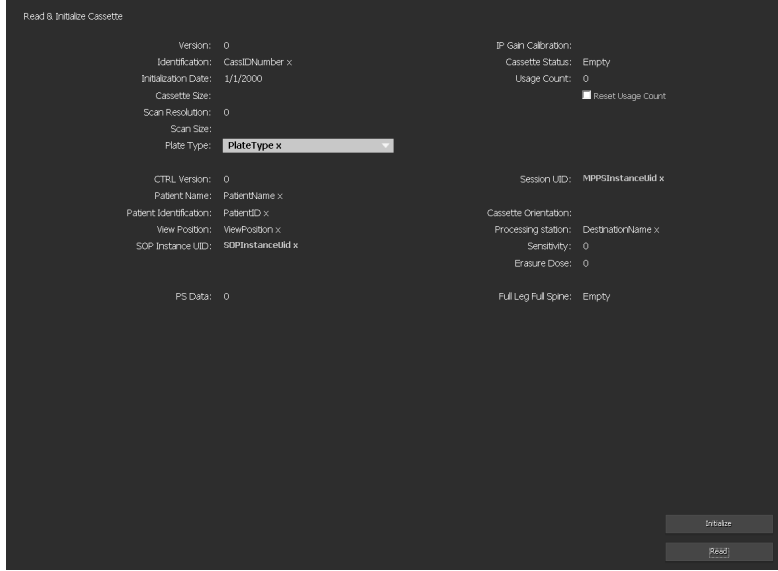 Read & Initialize Cassette
Version: 0 IP Gain Calibration:
Identification: CassIDNumber x Cassette Status: Empty
Initialization Date: 1/1/2000 Usage Count: 0
Cassette Size: Reset Usage Count
Scan Resolution: 0
Scan Size:
Plate Type: PlateType x
CTRL Version: 0 Session UID: MPPSInstanceUid x
Patient Name: PatientName x
Patient Identification: PatientID x Cassette Orientation:
View Position: ViewPosition x Processing station: DestinationName x
SOP Instance UID: SOPInstanceUid x Sensitivity: 0
Erasure Dose: 0
PS Data: 0 Full Leg Full Spine: Empty
Initialize
Read